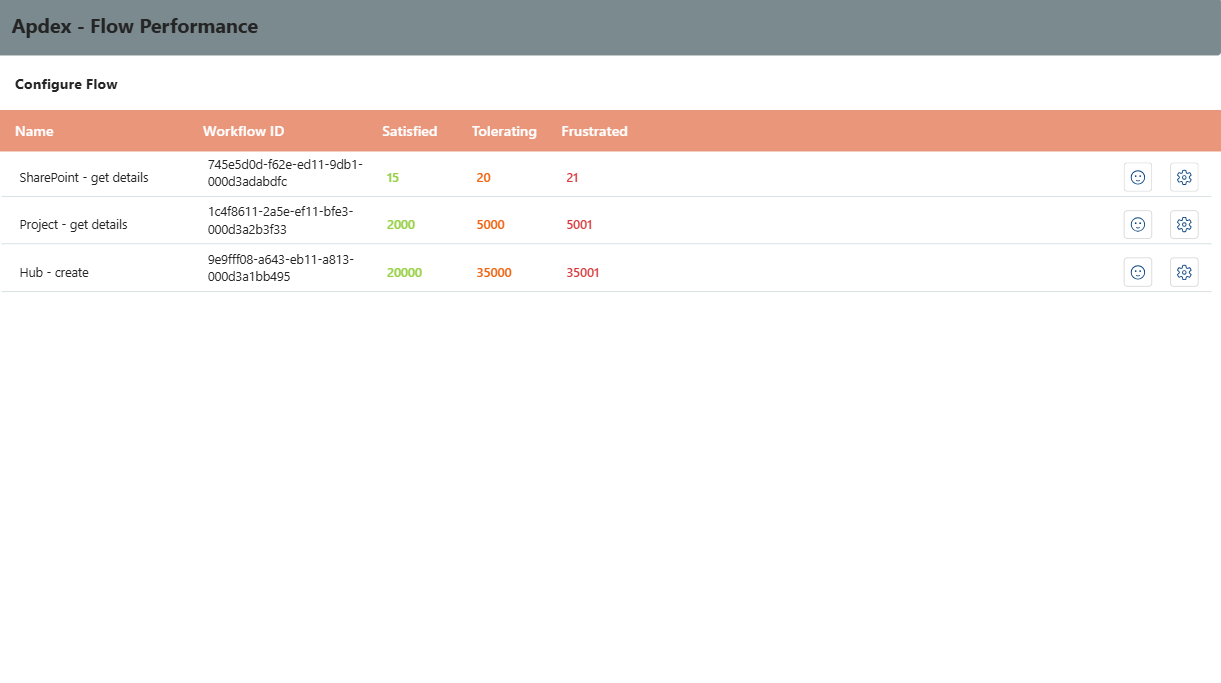 Apdex - Flow Performance
Configure Flow
Name Workflow ID Satisfied Tolerating Frustrated
SharePoint - get details 745e5d0d-f62e-ed11-9db1-
000d3adabdfc 15 20 21
Project - get details 1c4f8611-2a5e-ef11-bfe3-
000d3a2b3f33 2000 5000 5001
Hub - create 9e9fff08-a643-eb11-a813-
000d3a1bb495 20000 35000 35001